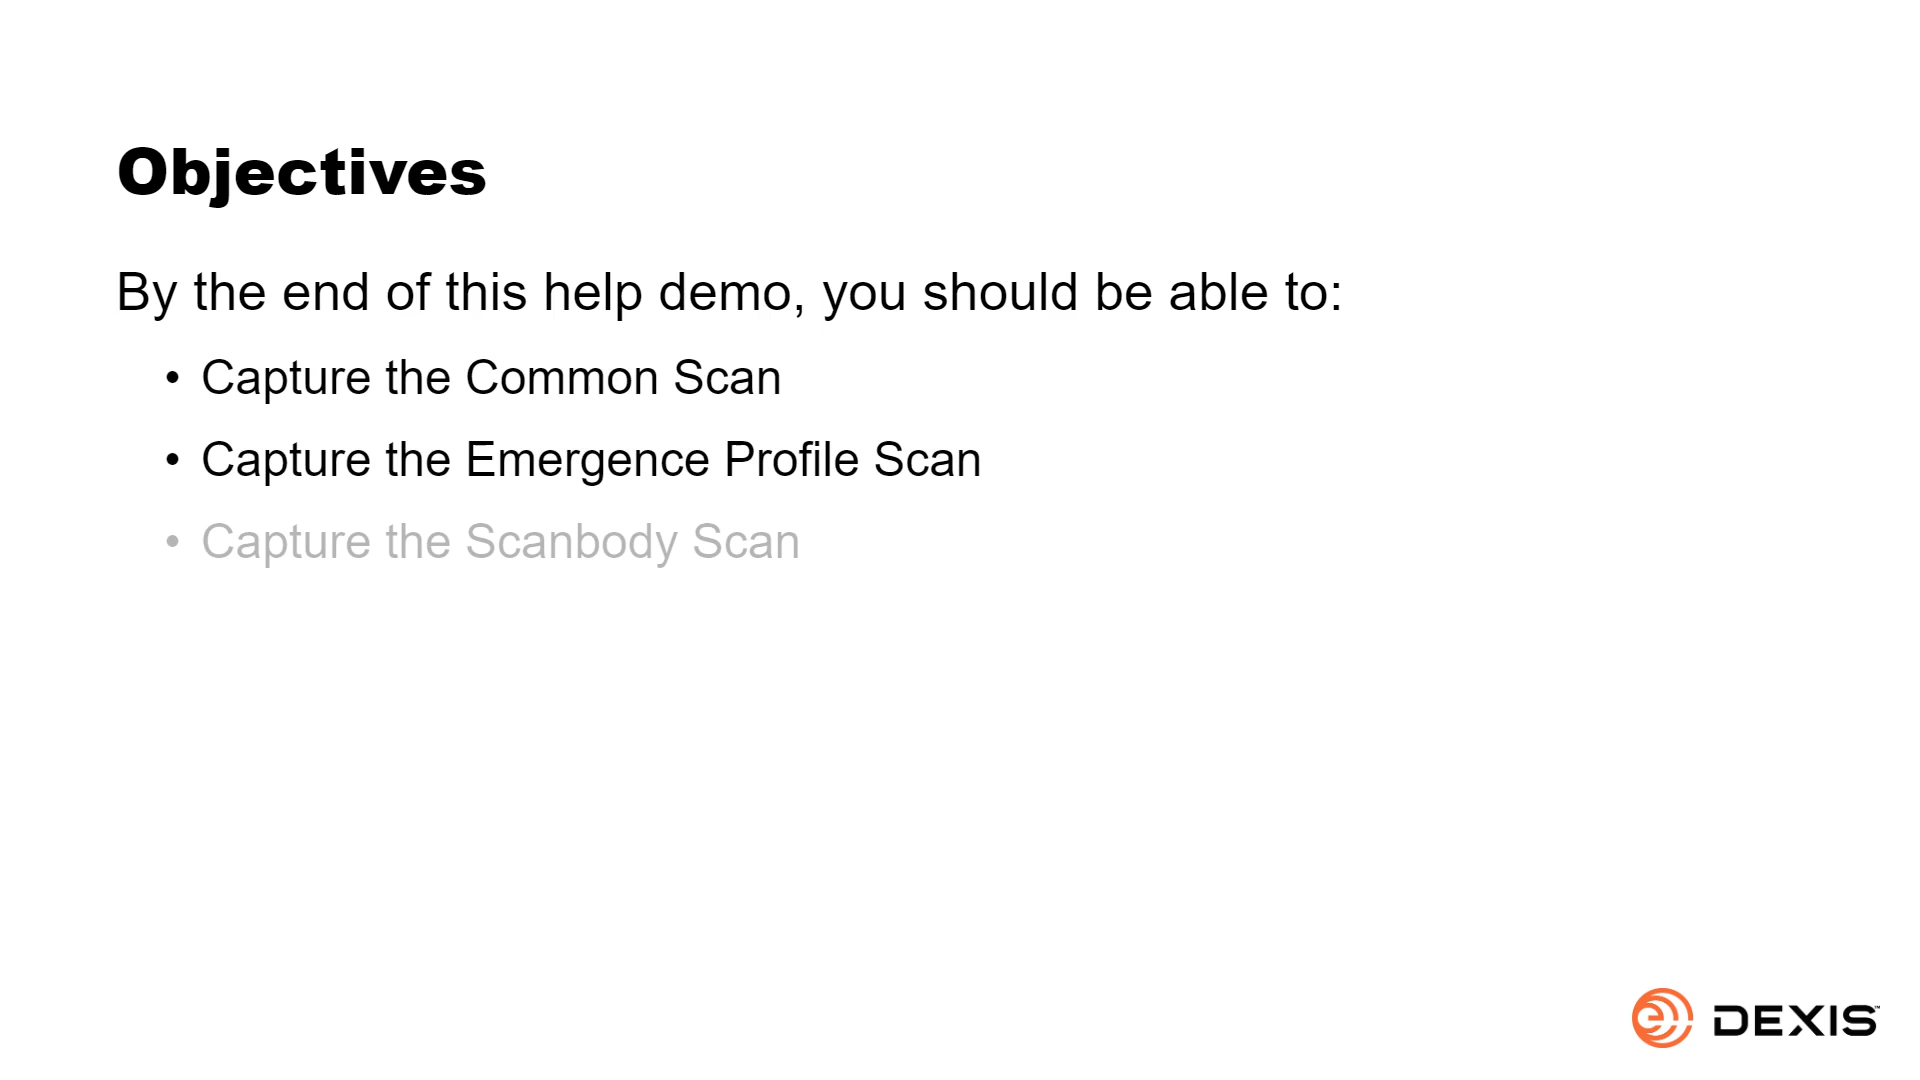 Objectives
By the end of this help demo, you should be able to:
• Capture the Common Scan
• Capture the Emergence Profile Scan
• Capture the Scanbody Scan
DEXIS™